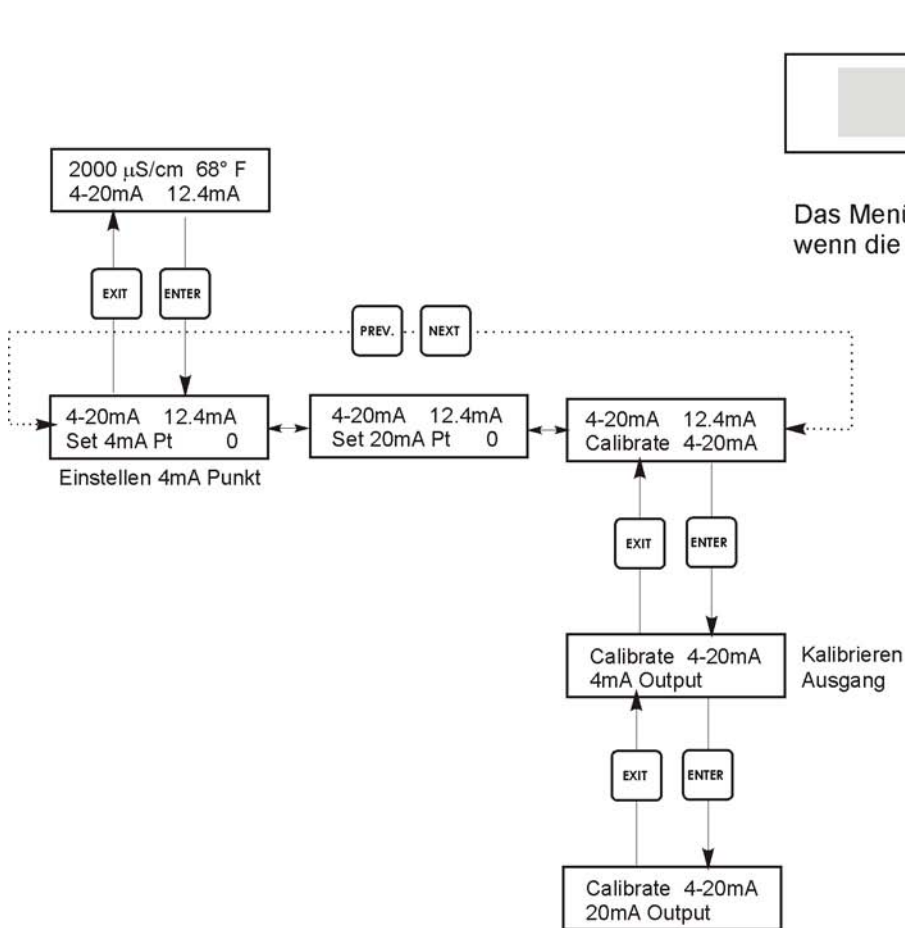 Das Menü
wenn die
2000 µS/cm 68° F
4-20mA 12.4mA
EXIT
ENTER
PREV.
NEXT
4-20mA 12.4mA
Set 4mA Pt 0
Einstellen 4mA Punkt
4-20mA 12.4mA
Set 20mA Pt 0
4-20mA 12.4mA
Calibrate 4-20mA
EXIT
ENTER
Calibrate 4-20mA
4mA Output
Kalibrieren
Ausgang
EXIT
ENTER
Calibrate 4-20mA
20mA Output